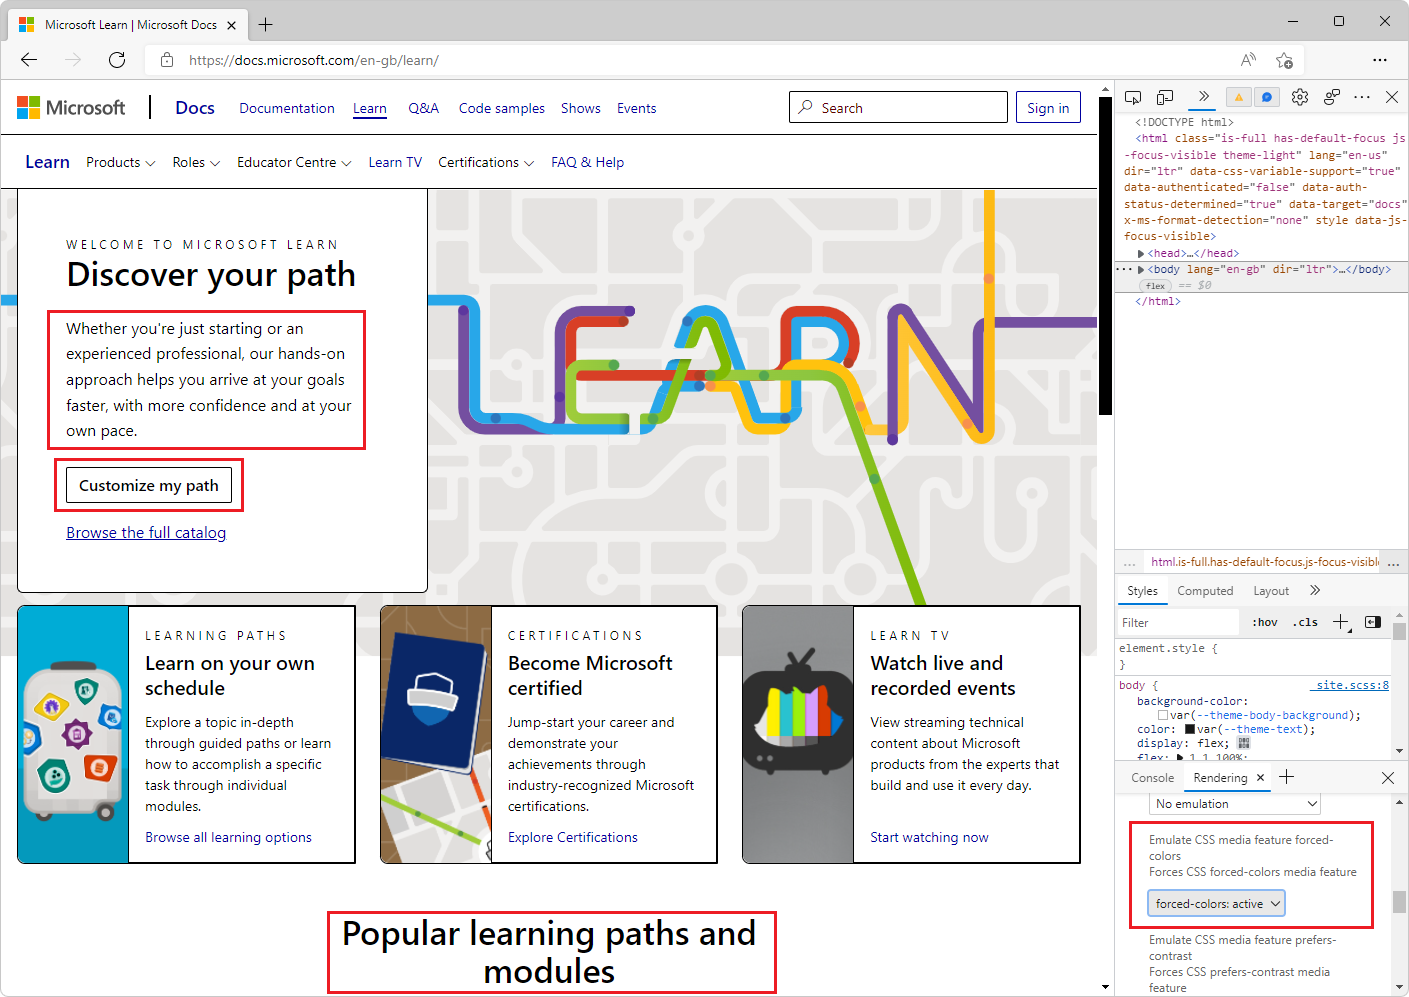 Microsoft Learn | Microsoft Docs
https://docs.microsoft.com/en-gb/learn/
Microsoft
Docs Documentation Learn Q&A Code samples Shows Events Search Sign in
Learn Products Roles Educator Centre Learn TV Certifications FAQ & Help
WELCOME TO MICROSOFT LEARN
Discover your path
Whether you're just starting or an
experienced professional, our hands-on
approach helps you arrive at your goals
faster, with more confidence and at your
own pace.
Customize my path
Browse the full catalog
LEARN
LEARNING PATHS
Learn on your own
schedule
Explore a topic in-depth
through guided paths or learn
how to accomplish a specific
task through individual
modules.
Browse all learning options
CERTIFICATIONS
Become Microsoft
certified
Jump-start your career and
demonstrate your
achievements through
industry-recognized Microsoft
certifications.
Explore Certifications
LEARN TV
Watch live and
recorded events
View streaming technical
content about Microsoft
products from the experts that
build and use it every day.
Start watching now
Popular learning paths and
modules
<!DOCTYPE html>
<html class="is-full has-default-focus js
-focus-visible theme-light" lang="en-us"
dir="ltr" data-css-variable-support="true"
data-authenticated="false" data-auth-
status-determined="true" data-target="docs"
x-ms-format-detection="none" style data-js-
focus-visible>
<head>…</head>
<body lang="en-gb" dir="ltr">…</body>
flex == $0
</html>
… html.is-full.has-default-focus.js-focus-visible …
Styles Computed Layout
Filter :hov .cls
element.style {
}
body { site.scss:8
background-color:
var(--theme-body-background);
color: var(--theme-text);
display: flex;
flex: 1 1 100%;
Console Rendering
No emulation
Emulate CSS media feature forced-
colors
Forces CSS forced-colors media feature
forced-colors: active
Emulate CSS media feature prefers-
contrast
Forces CSS prefers-contrast media
feature